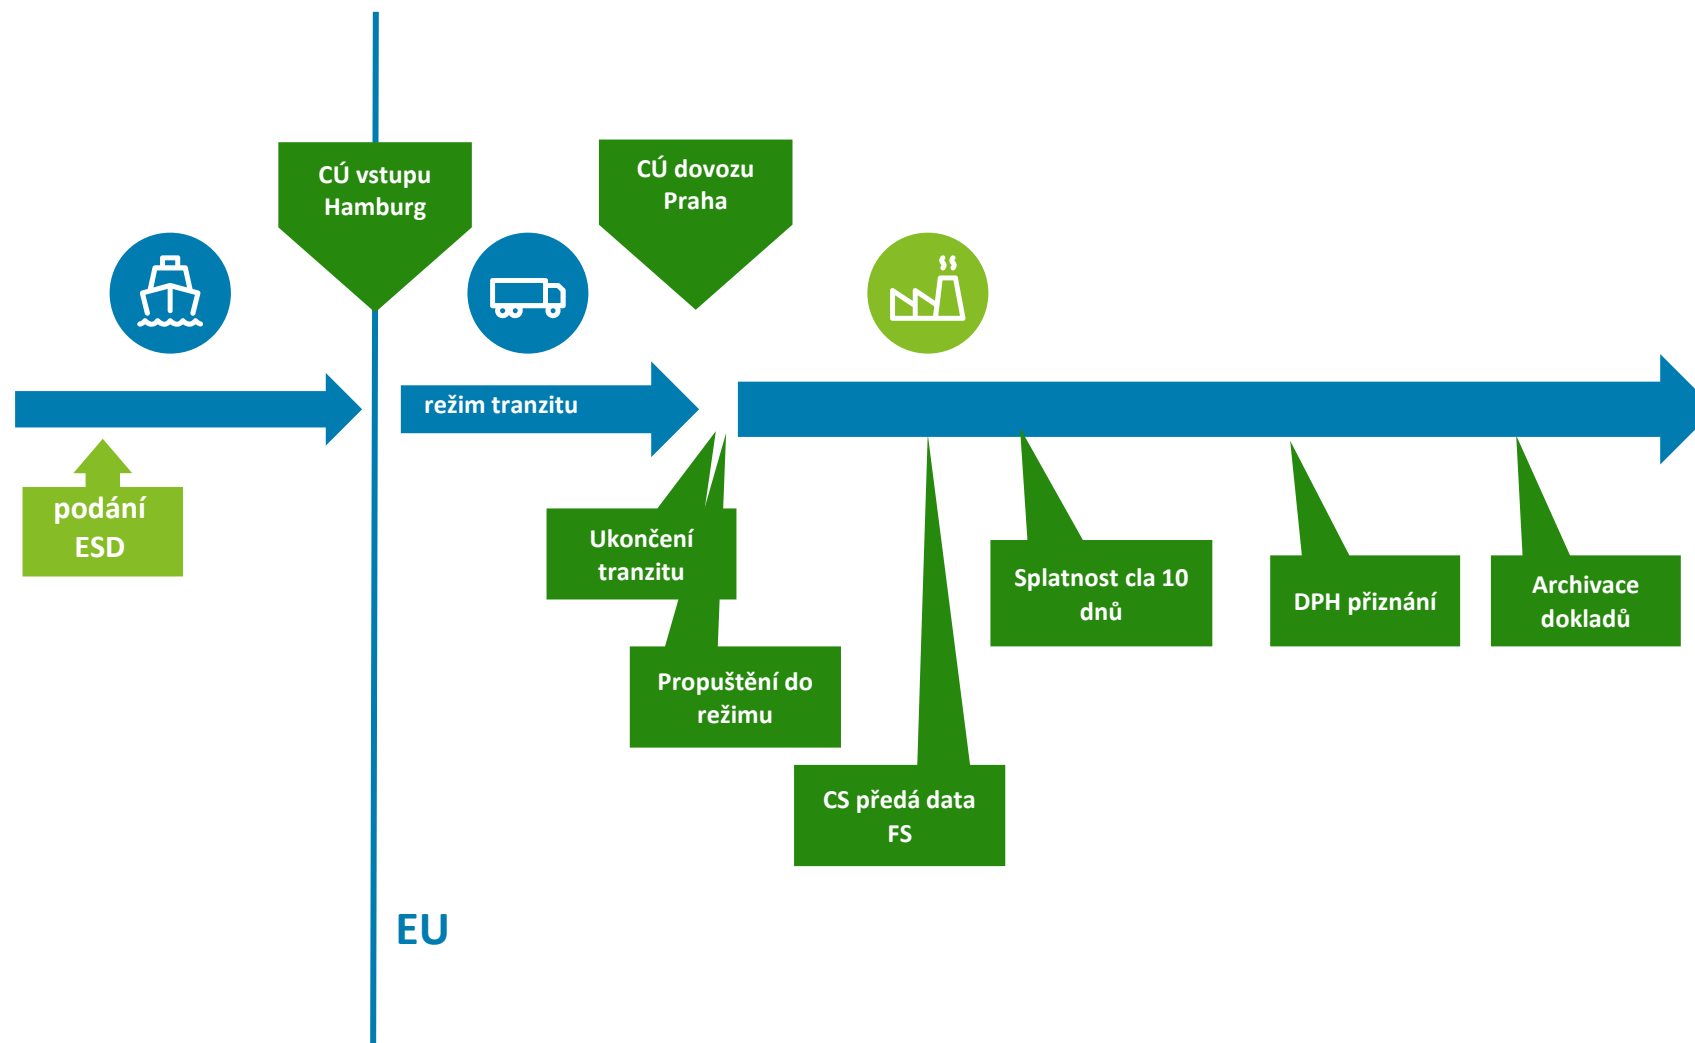 CÚ vstupu
Hamburg
CÚ dovozu
Praha
režim tranzitu
podání
ESD
Ukončení
tranzitu
Propuštění do
režimu
CS předá data
FS
Splatnost cla 10
dnů
DPH přiznání
Archivace
dokladů
EU